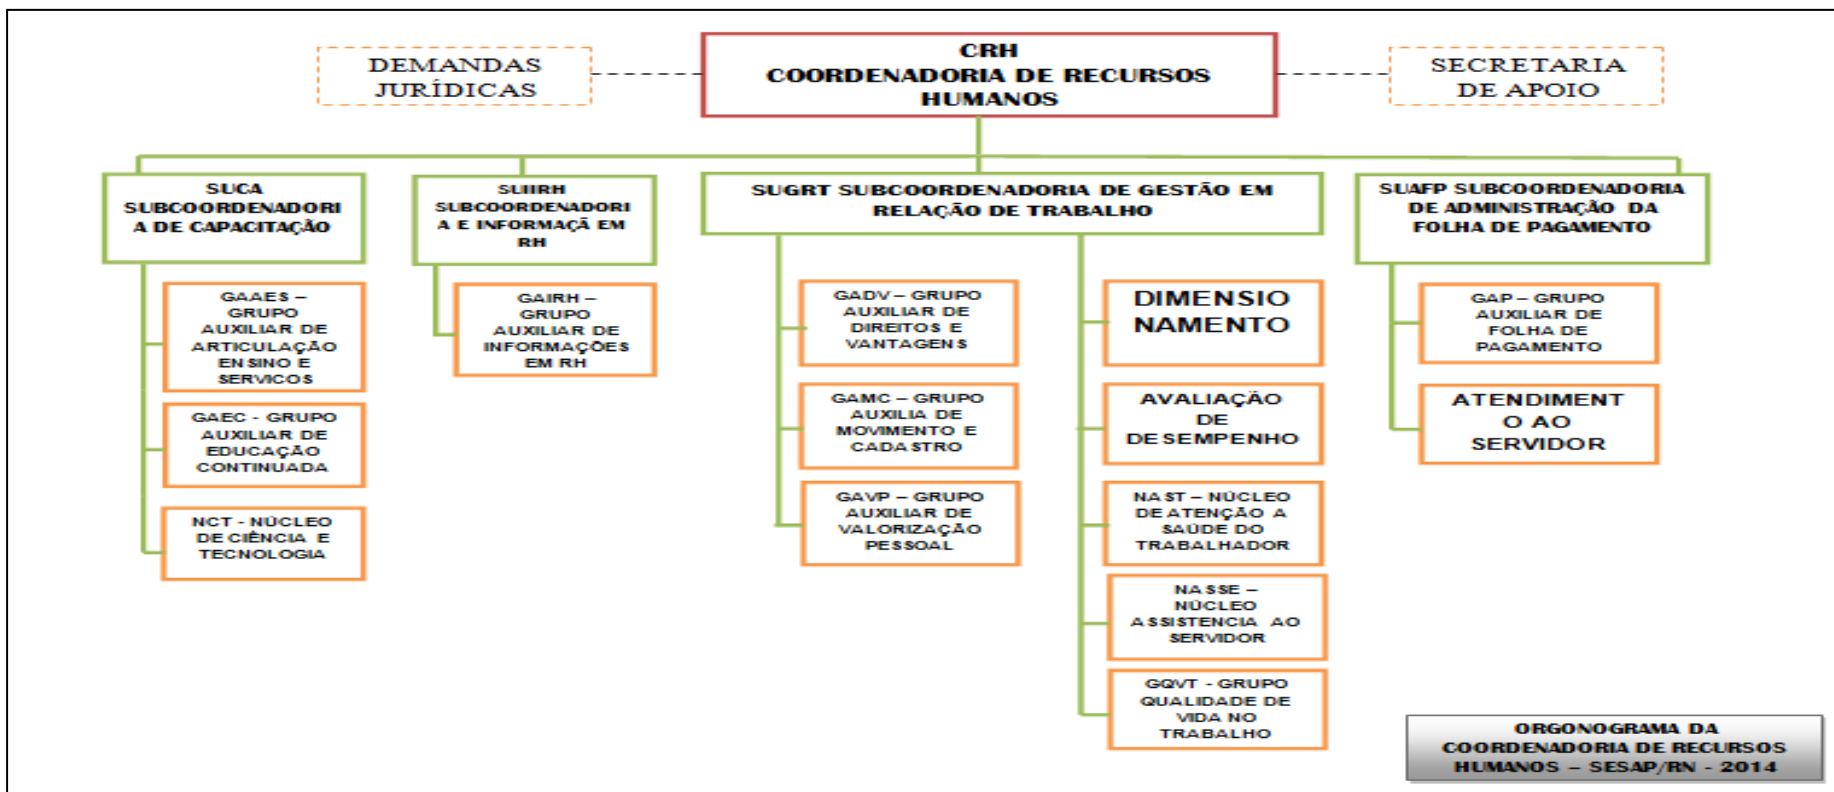 DEMANDAS
JURÍDICAS
CRH
COORDENADORIA DE RECURSOS
HUMANOS
SECRETARIA
DE APOIO
SUCA
SUBCOORDENADORI
A DE CAPACITAÇÃO
SUIIRH
SUBCOORDENADORI
A E INFORMAÇÃ EM
RH
SUGRT SUBCOORDENADORIA DE GESTÃO EM
RELAÇÃO DE TRABALHO
SUAFP SUBCOORDENADORIA
DE ADMINISTRAÇÃO DA
FOLHA DE PAGAMENTO
GAAES –
GRUPO
AUXILIAR DE
ARTICULAÇÃO
ENSINO E
SERVICOS
GAEC - GRUPO
AUXILIAR DE
EDUCAÇÃO
CONTINUADA
NCT - NÚCLEO
DE CIÊNCIA E
TECNOLOGIA
GAIRH –
GRUPO
AUXILIAR DE
INFORMAÇÕES
EM RH
GADV – GRUPO
AUXILIAR DE
DIREITOS E
VANTAGENS
GAMC – GRUPO
AUXILIA DE
MOVIMENTO E
CADASTRO
GAVP – GRUPO
AUXILIAR DE
VALORIZAÇÃO
PESSOAL
DIMENSIO
NAMENTO
AVALIAÇÃO
DE
DESEMPENHO
NAST – NÚCLEO
DE ATENÇÃO A
SAÚDE DO
TRABALHADOR
NASSE –
NÚCLEO
ASSISTENCIA AO
SERVIDOR
GQVT - GRUPO
QUALIDADE DE
VIDA NO
TRABALHO
GAP – GRUPO
AUXILIAR DE
FOLHA DE
PAGAMENTO
ATENDIMENT
O AO
SERVIDOR
ORGONOGRAMA DA
COORDENADORIA DE RECURSOS
HUMANOS – SESAP/RN - 2014